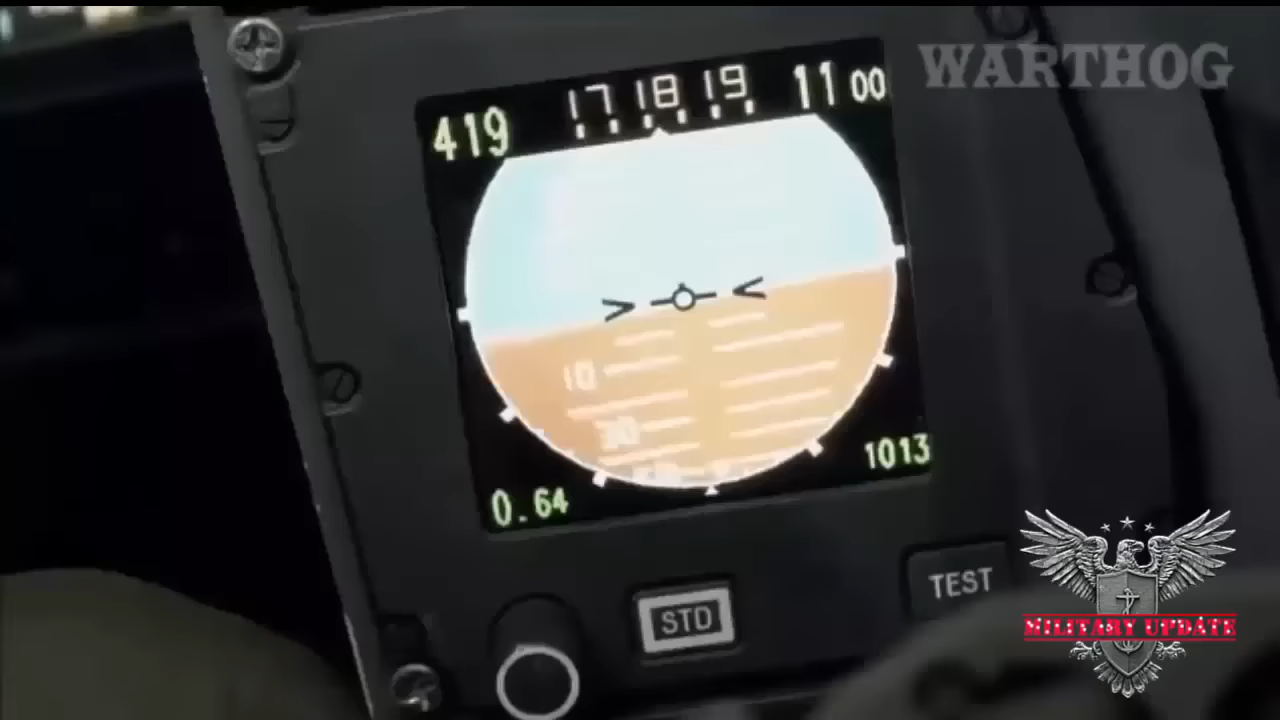 WARTHOG
419 17 18 19 11 00
10
0.64 1013
STD
TEST
MILITARY UPDATE